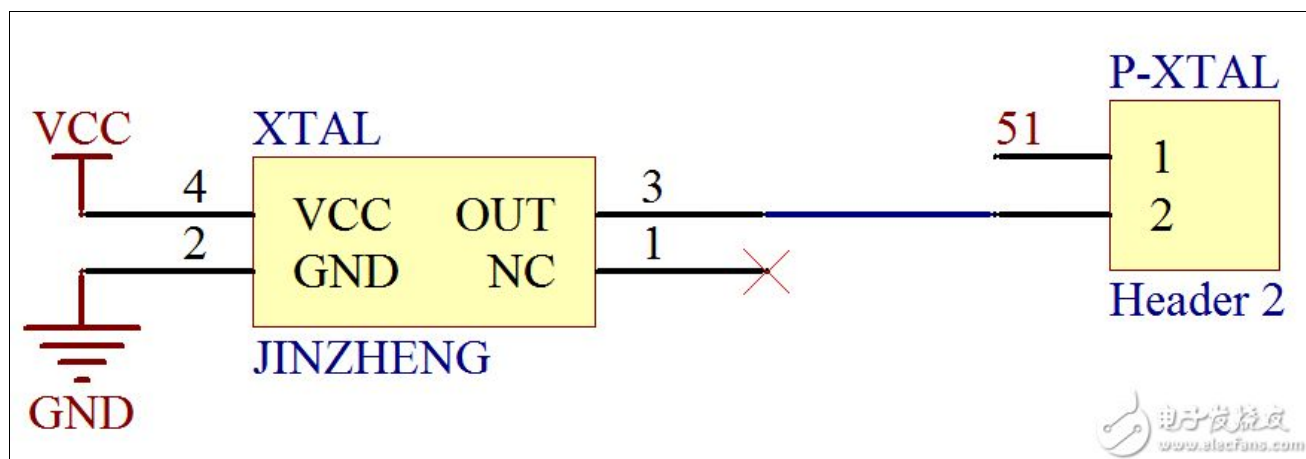 P-XTAL
VCC
XTAL
51
4
VCC
OUT
3
1
2
GND
NC
1
2
JINZHENG
Header 2
GND
电子发烧友
www.elecfans.com